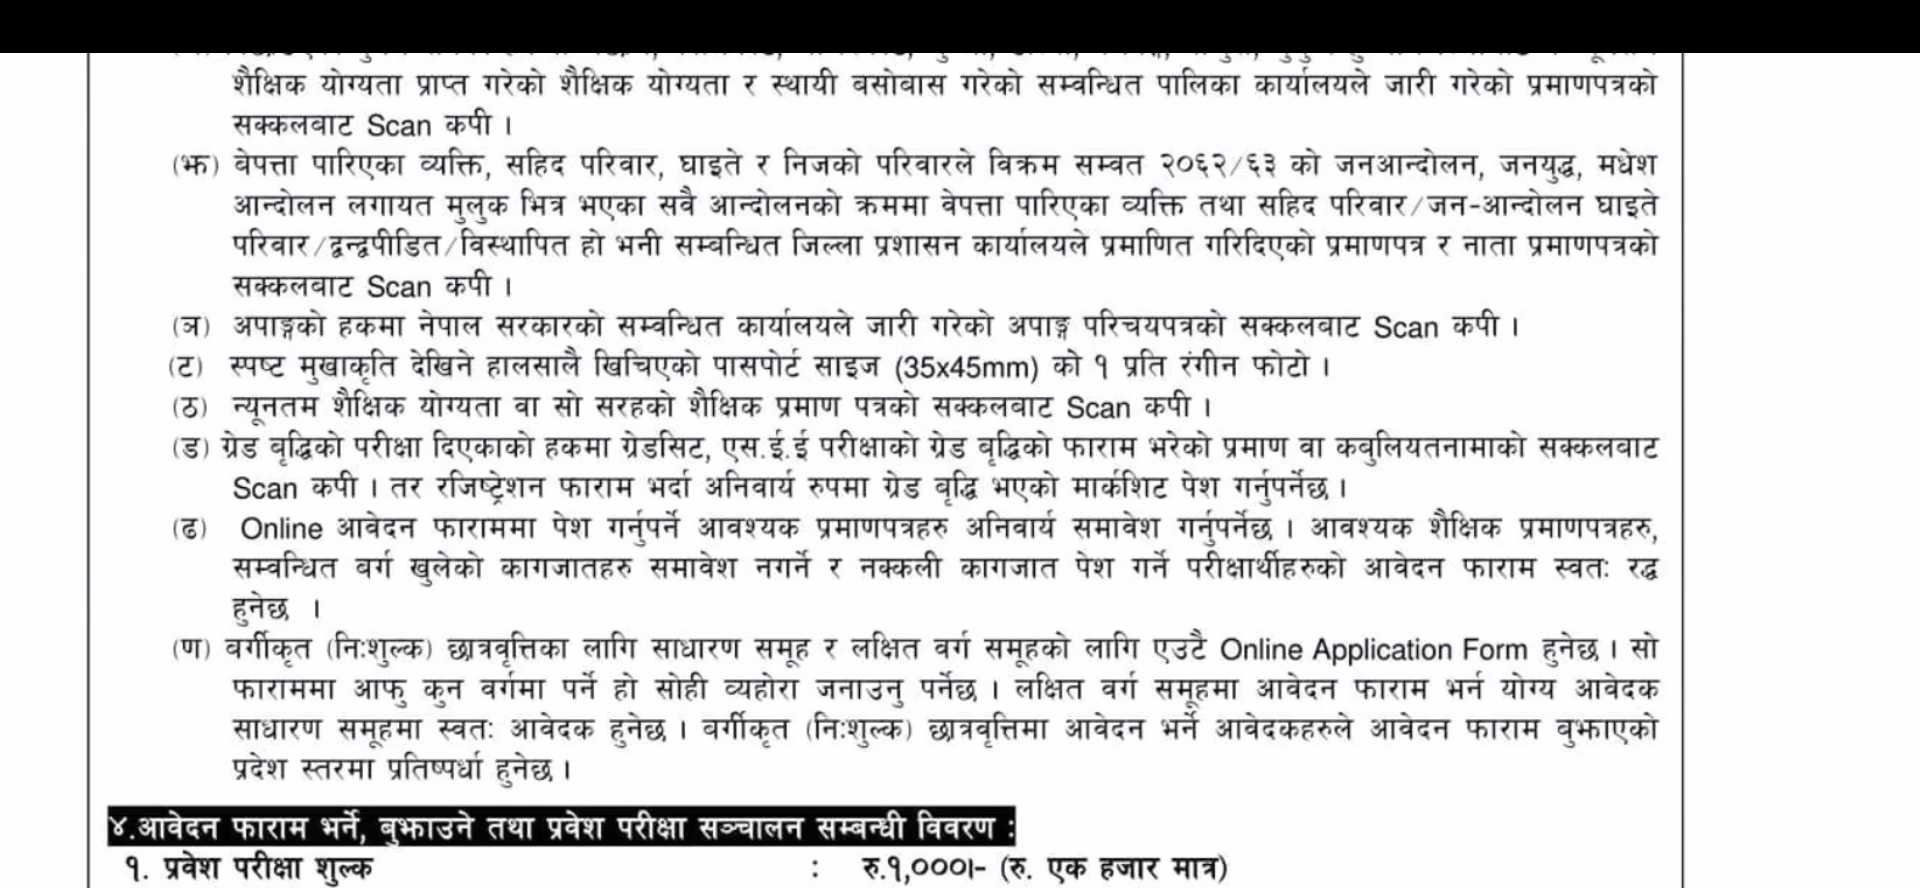 शैक्षिक योग्यता प्राप्त गरेको शैक्षिक योग्यता र स्थायी बसोबास गरेको सम्वन्धित पालिका कार्यालयले जारी गरेको प्रमाणपत्रको
सक्कलबाट Scan कपी ।
(झ) बेपत्ता पारिएका व्यक्ति, सहिद परिवार, घाइते र निजको परिवारले विक्रम सम्वत २०६२/६३ को जनआन्दोलन, जनयुद्ध, मधेश
आन्दोलन लगायत मुलुक भित्र भएका सवै आन्दोलनको क्रममा वेपत्ता पारिएका व्यक्ति तथा सहिद परिवार/जन-आन्दोलन घाइते
परिवार/द्वन्द्वपीडित/विस्थापित हो भनी सम्बन्धित जिल्ला प्रशासन कार्यालयले प्रमाणित गरिदिएको प्रमाणपत्र र नाता प्रमाणपत्रको
सक्कलबाट Scan कपी ।
(ञ) अपाङ्गको हकमा नेपाल सरकारको सम्वन्धित कार्यालयले जारी गरेको अपाङ्ग परिचयपत्रको सक्कलबाट Scan कपी ।
(ट) स्पष्ट मुखाकृति देखिने हालसालै खिचिएको पासपोर्ट साइज (35x45mm) को १ प्रति रंगीन फोटो ।
(ठ) न्यूनतम शैक्षिक योग्यता वा सो सरहको शैक्षिक प्रमाण पत्रको सक्कलबाट Scan कपी ।
(ड) ग्रेड बृद्धिको परीक्षा दिएकाको हकमा ग्रेडसिट, एस.ई.ई परीक्षाको ग्रेड बृद्धिको फाराम भरेको प्रमाण वा कबुलियतनामाको सक्कलबाट
Scan कपी । तर रजिष्ट्रेशन फाराम भर्दा अनिवार्य रुपमा ग्रेड बृद्धि भएको मार्कशिट पेश गर्नुपर्नेछ ।
(ढ) Online आवेदन फाराममा पेश गर्नुपर्ने आवश्यक प्रमाणपत्रहरु अनिवार्य समावेश गर्नुपर्नेछ । आवश्यक शैक्षिक प्रमाणपत्रहरु,
सम्वन्धित वर्ग खुलेको कागजातहरु समावेश नगर्ने र नक्कली कागजात पेश गर्ने परीक्षार्थीहरुको आवेदन फाराम स्वतः रद्ध
हुनेछ ।
(ण) वर्गीकृत (नि:शुल्क) छात्रवृत्तिका लागि साधारण समूह र लक्षित वर्ग समूहको लागि एउटै Online Application Form हुनेछ । सो
फाराममा आफु कुन वर्गमा पर्ने हो सोही व्यहोरा जनाउनु पर्नेछ । लक्षित वर्ग समूहमा आवेदन फाराम भर्न योग्य आवेदक
साधारण समूहमा स्वतः आवेदक हुनेछ । वर्गीकृत (नि:शुल्क) छात्रवृत्तिमा आवेदन भर्ने आवेदकहरुले आवेदन फाराम बुझाएको
प्रदेश स्तरमा प्रतिष्पर्धा हुनेछ ।
४.आवेदन फाराम भर्ने, बुझाउने तथा प्रवेश परीक्षा सञ्चालन सम्बन्धी विवरण :
१. प्रवेश परीक्षा शुल्क : रु.१,०००।- (रु. एक हजार मात्र)